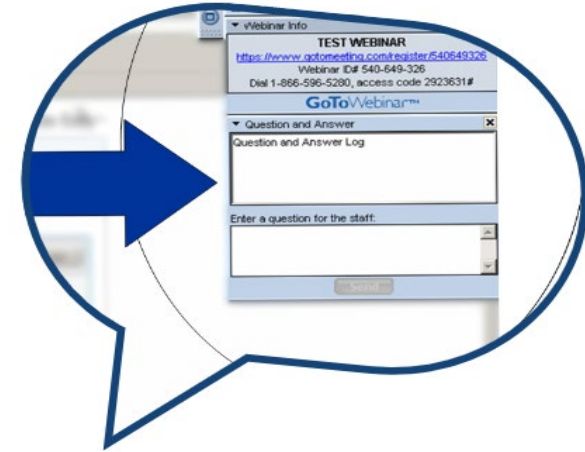 Webinar Info
TEST WEBINAR
https://www.gotomeeting.com/register/540649326
Webinar ID# 540-649-326
Dial 1-866-596-5280, access code 2923631#
GoToWebinar™
Question and Answer
Question and Answer Log
Enter a question for the staff:
Send